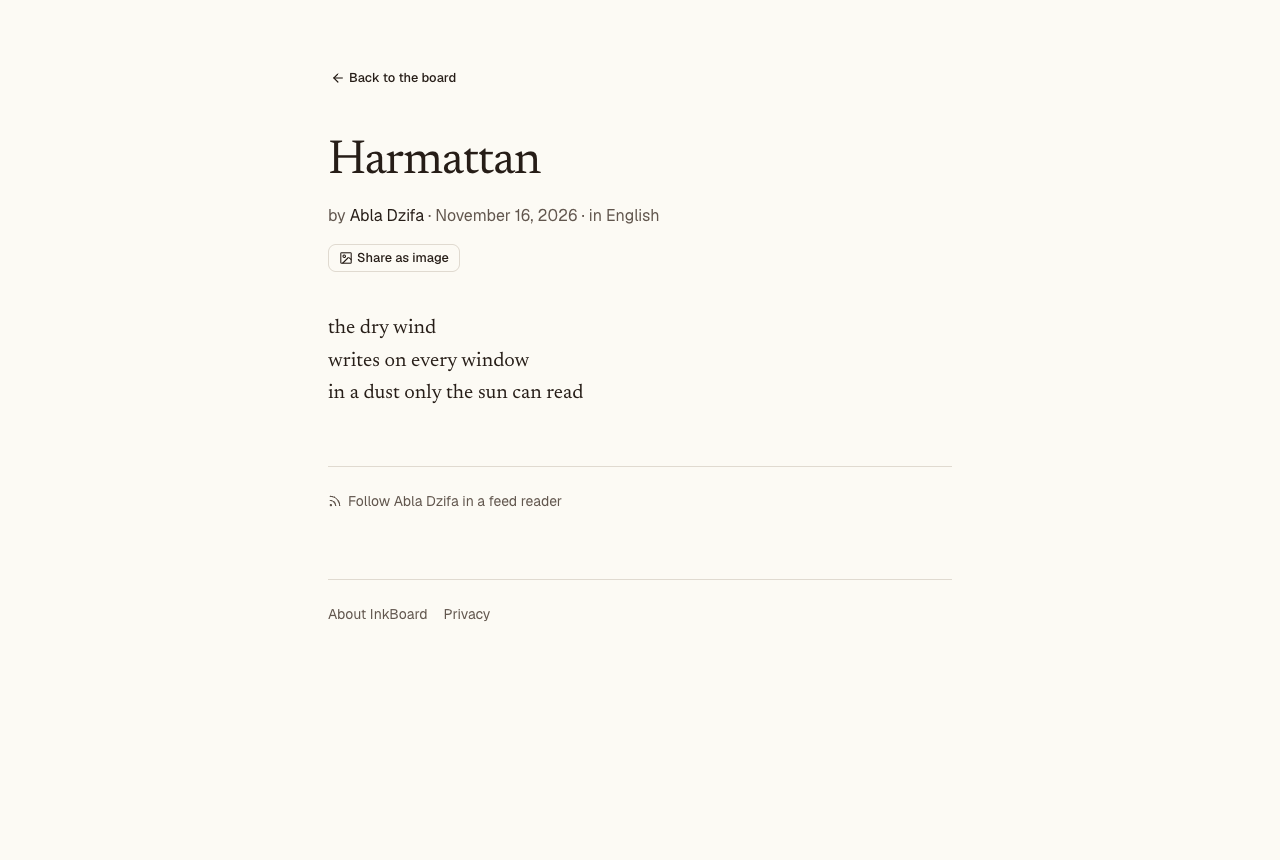 Back to the board
Harmattan
by Abla Dzifa · November 16, 2026 · in English
Share as image
the dry wind
writes on every window
in a dust only the sun can read
Follow Abla Dzifa in a feed reader
About InkBoard Privacy